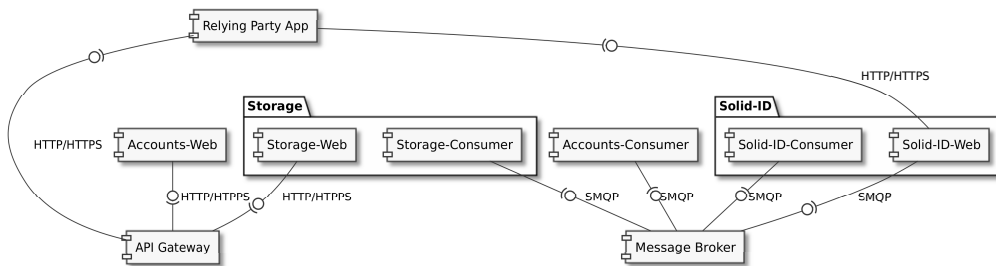 Relying Party App
HTTP/HTTPS
Storage
Solid-ID
HTTP/HTTPS
Accounts-Web
Storage-Web
Storage-Consumer
Accounts-Consumer
Solid-ID-Consumer
Solid-ID-Web
HTTP/HTPPS
HTTP/HTPPS
SMQP
SMQP
SMQP
SMQP
API Gateway
Message Broker